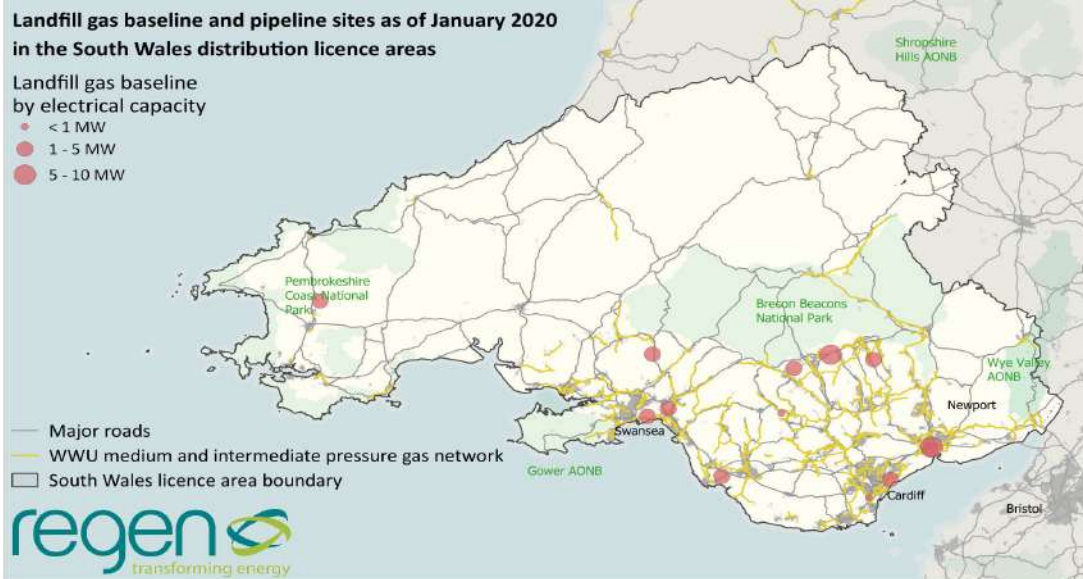 Landfill gas baseline and pipeline sites as of January 2020
in the South Wales distribution licence areas
Landfill gas baseline
by electrical capacity
< 1 MW
1 - 5 MW
5 - 10 MW
Shropshire
Hills AONB
Pembrokeshire
Coast National
Park
Brecon Beacons
National Park
Wye Valley
AONB
Newport
Swansea
Gower AONB
Cardiff
Bristol
Major roads
WWU medium and intermediate pressure gas network
South Wales licence area boundary
regen
transforming energy